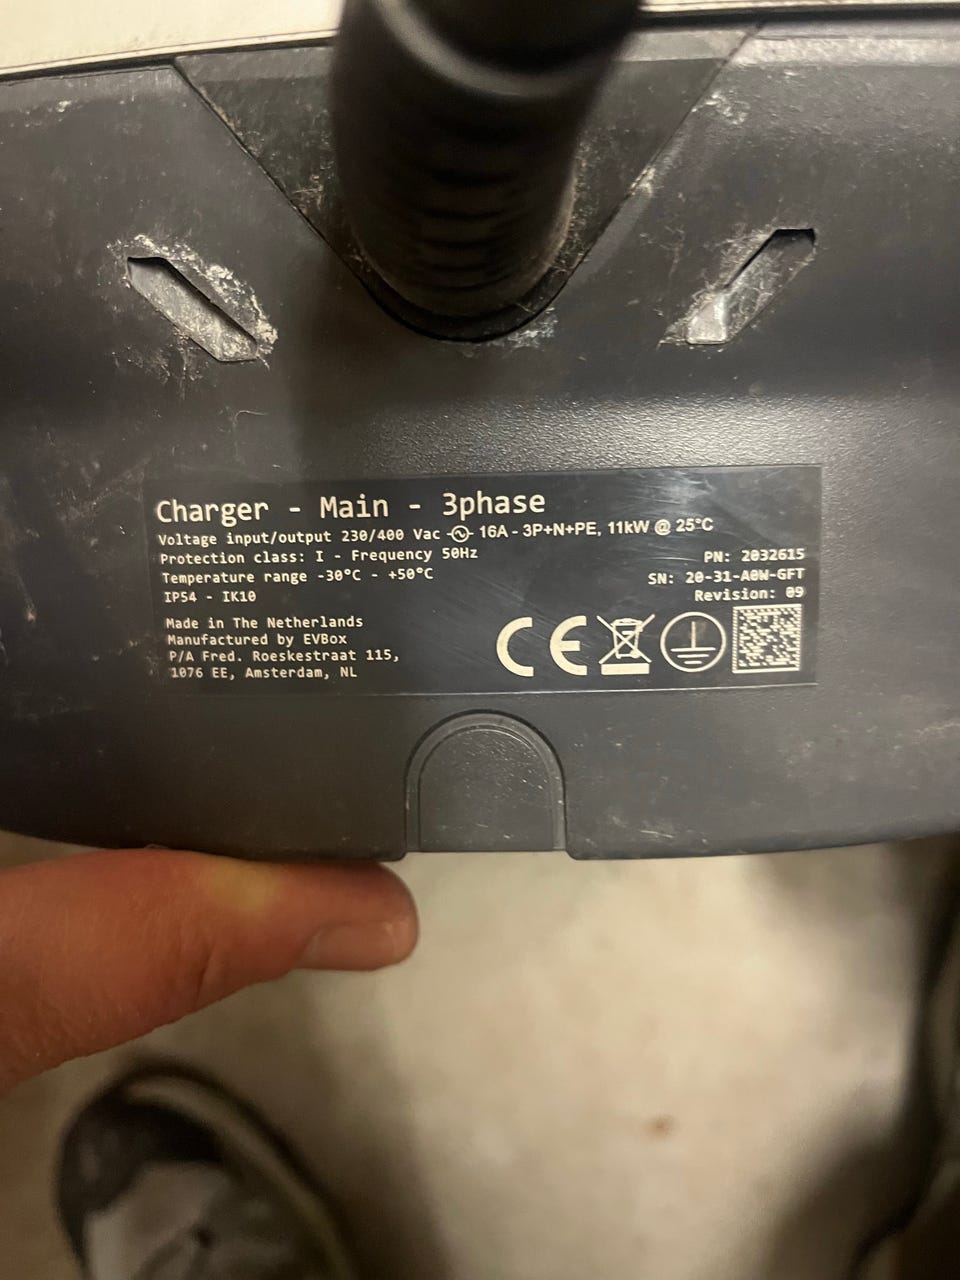 Charger - Main - 3phase
Voltage input/output 230/400 Vac 16A - 3P+N+PE, 11kW @ 25°C
Protection class: I - Frequency 50Hz
Temperature range -30°C - +50°C
IP54 - IK10
PN: 2032615
SN: 20-31-A0W-GFT
Revision: 09
Made in The Netherlands
Manufactured by EVBox
P/A Fred. Roeskestraat 115,
1076 EE, Amsterdam, NL
CE